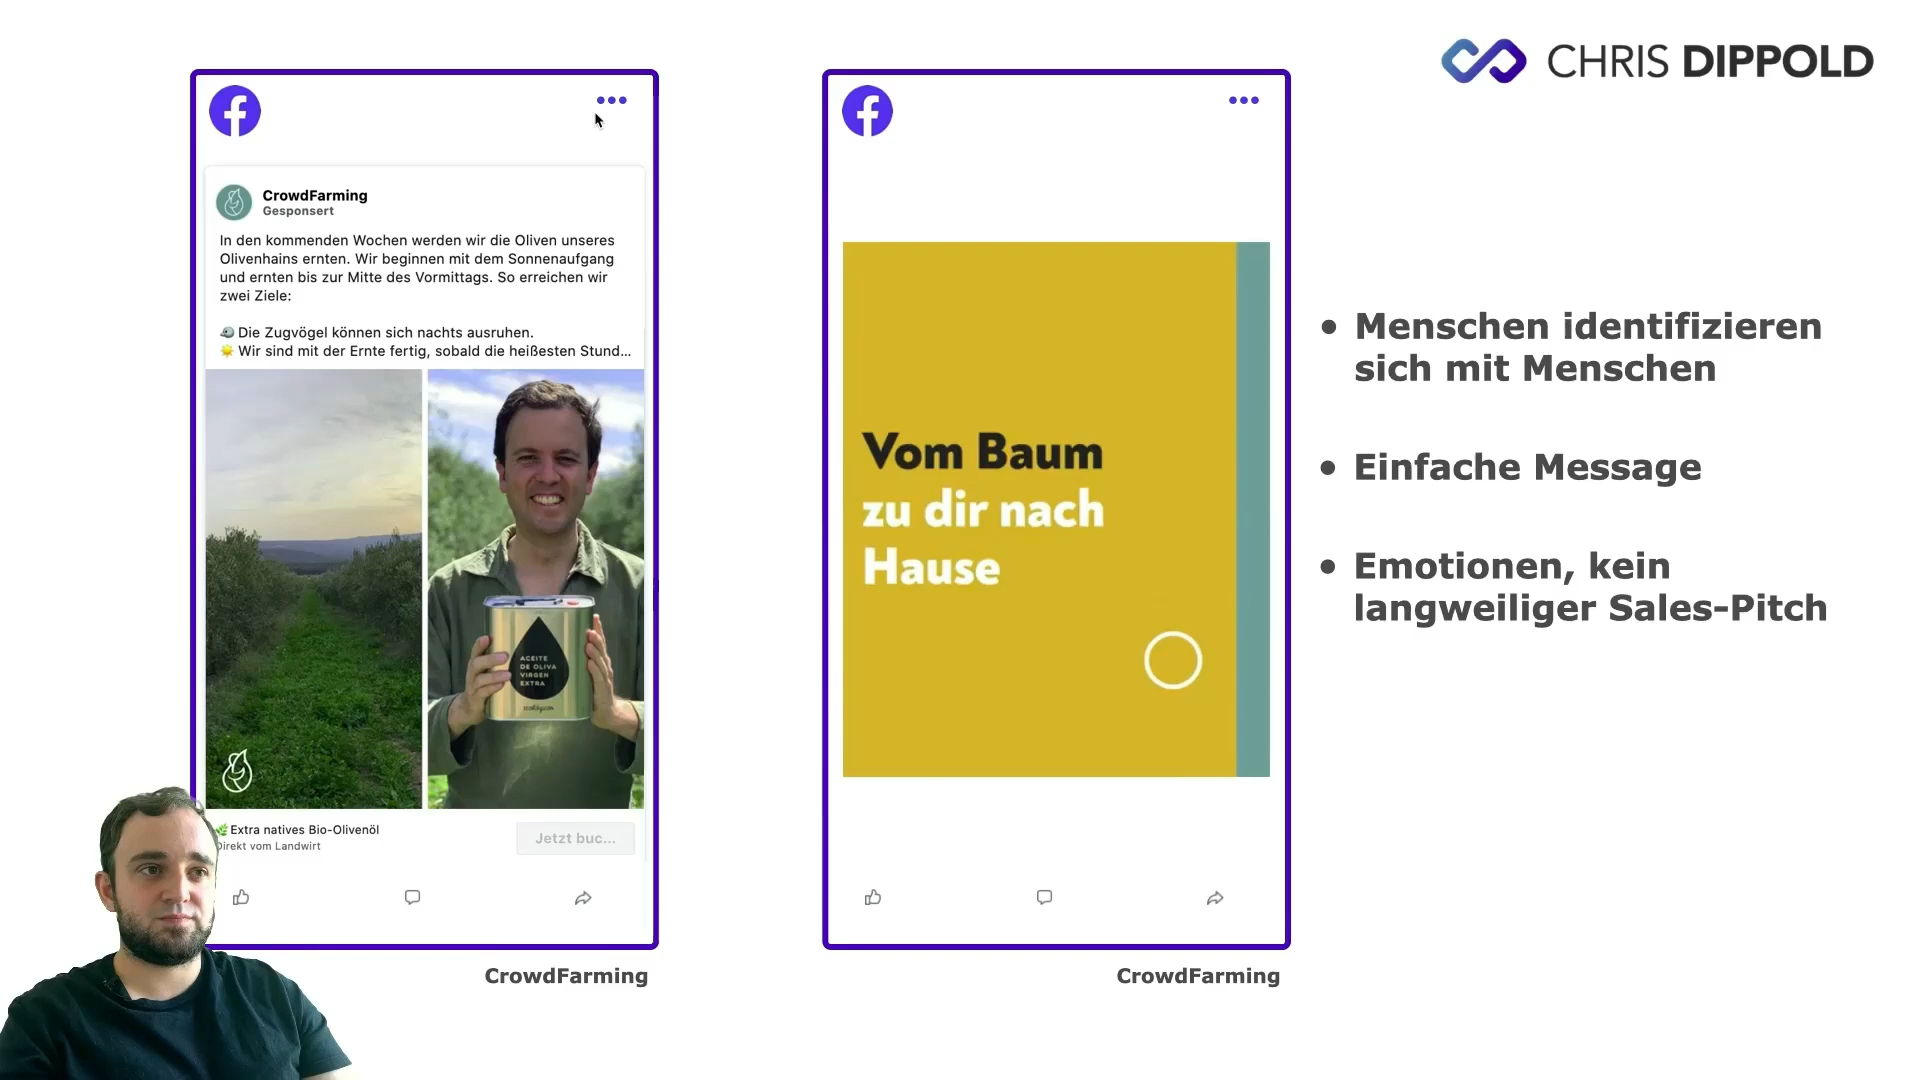 CHRIS DIPPOLD
CrowdFarming
Gesponsert
In den kommenden Wochen werden wir die Oliven unseres
Olivenhains ernten. Wir beginnen mit dem Sonnenaufgang
und ernten bis zur Mitte des Vormittags. So erreichen wir
zwei Ziele:
Die Zugvögel können sich nachts ausruhen.
Wir sind mit der Ernte fertig, sobald die heißesten Stund...
ACEITE
DE OLIVA
VIRGEN
EXTRA
Extra natives Bio-Olivenöl
Direkt vom Landwirt
Jetzt buc...
CrowdFarming
Vom Baum
zu dir nach
Hause
CrowdFarming
• Menschen identifizieren
sich mit Menschen
• Einfache Message
• Emotionen, kein
langweiliger Sales-Pitch